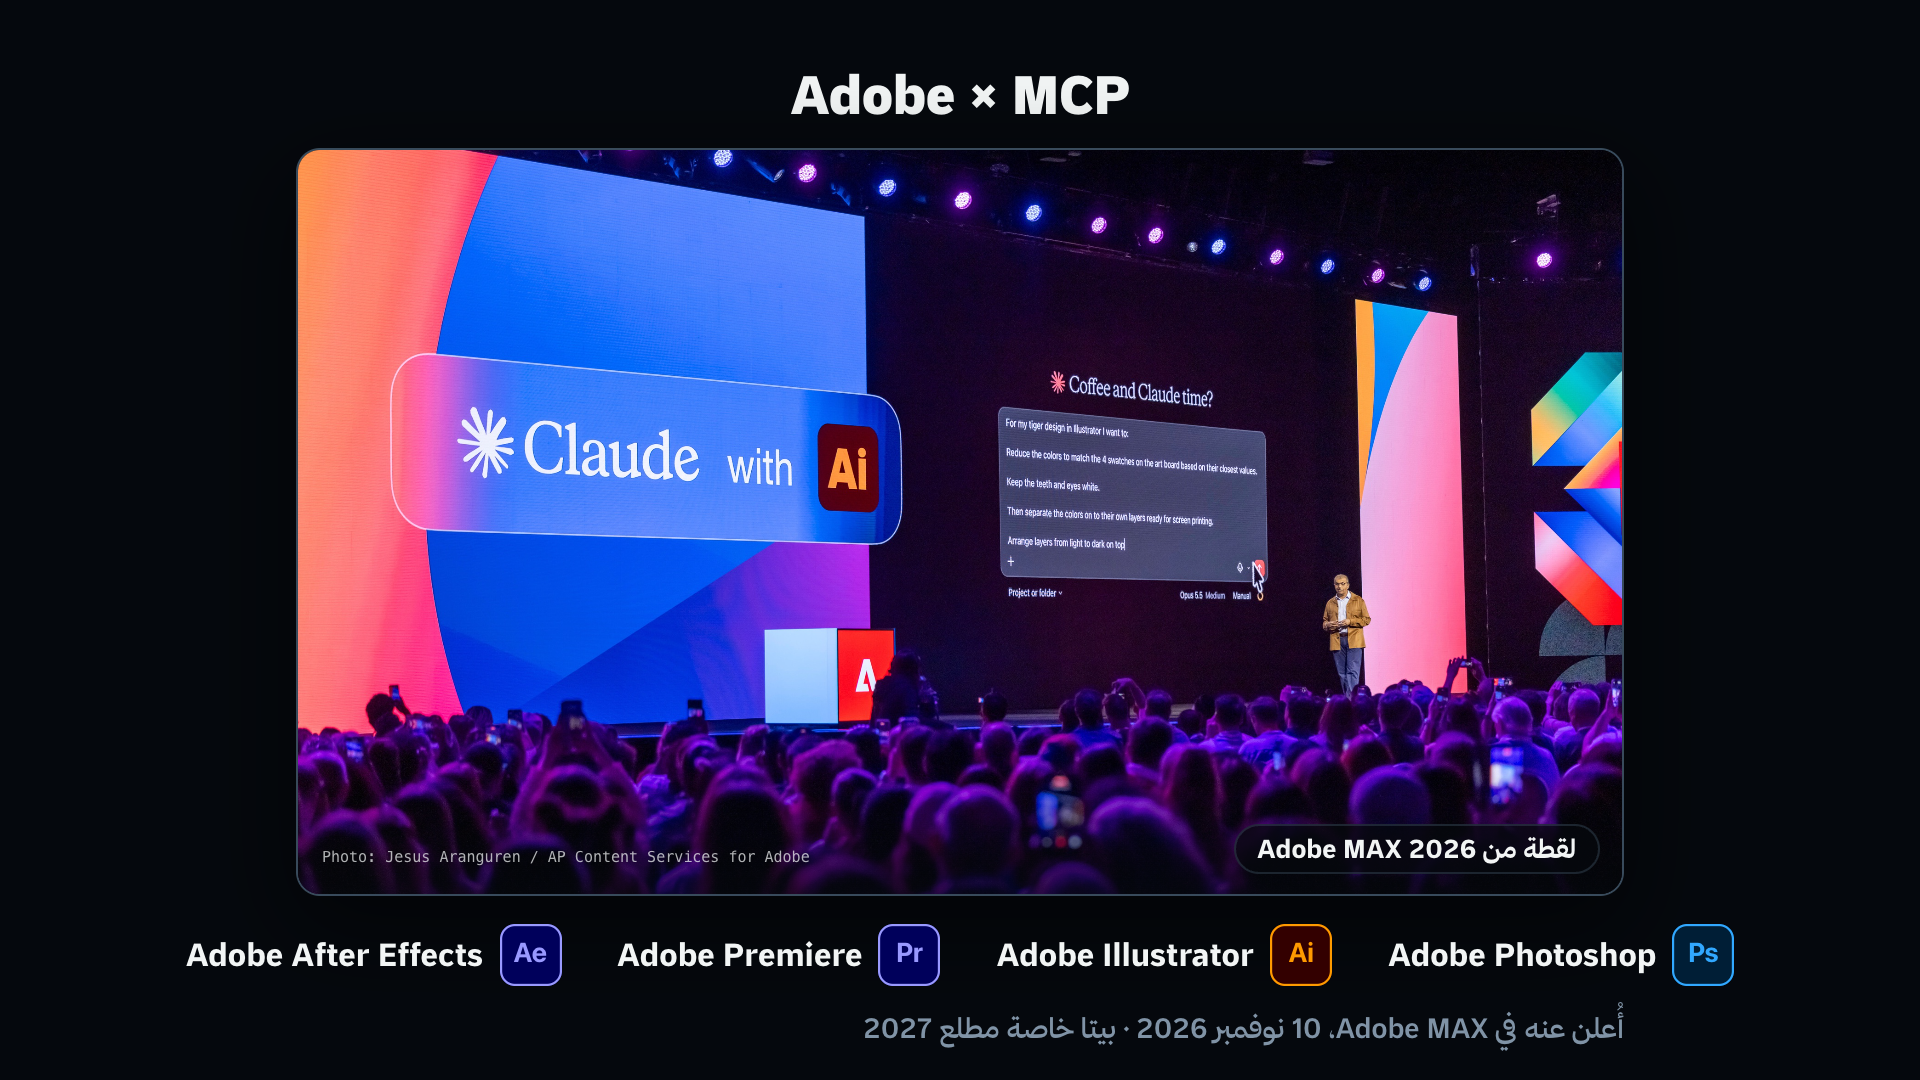 Adobe × MCP
Claude with Ai
Coffee and Claude time?
For my tiger design in Illustrator I want to:
Reduce the colors to match the 4 swatches on the art board based on their closest values.
Keep the teeth and eyes white.
Then separate the colors on to their own layers ready for screen printing.
Arrange layers from light to dark on top
+
Project or folder
Opus 5.5 Medium Manual
Photo: Jesus Aranguren / AP Content Services for Adobe
لقطة من Adobe MAX 2026
Adobe After Effects Ae Adobe Premiere Pr Adobe Illustrator Ai Adobe Photoshop Ps
أُعلن عنه في Adobe MAX، 10 نوفمبر 2026 · بيتا خاصة مطلع 2027